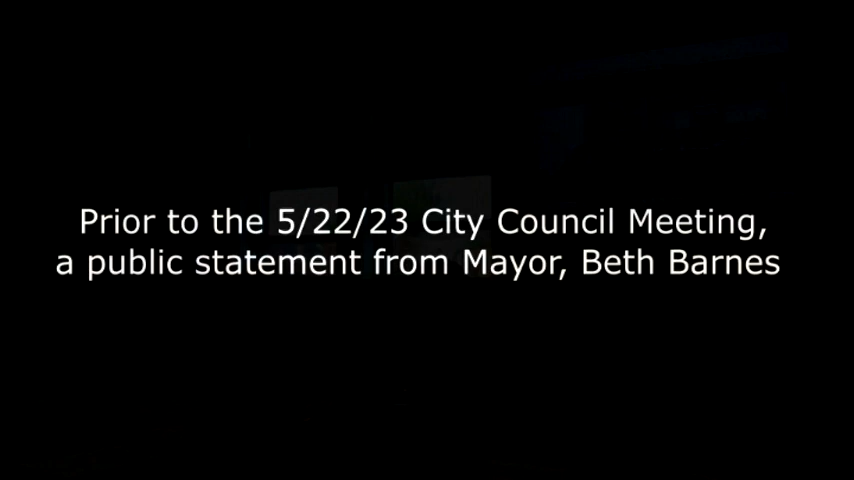 Prior to the 5/22/23 City Council Meeting,
a public statement from Mayor, Beth Barnes